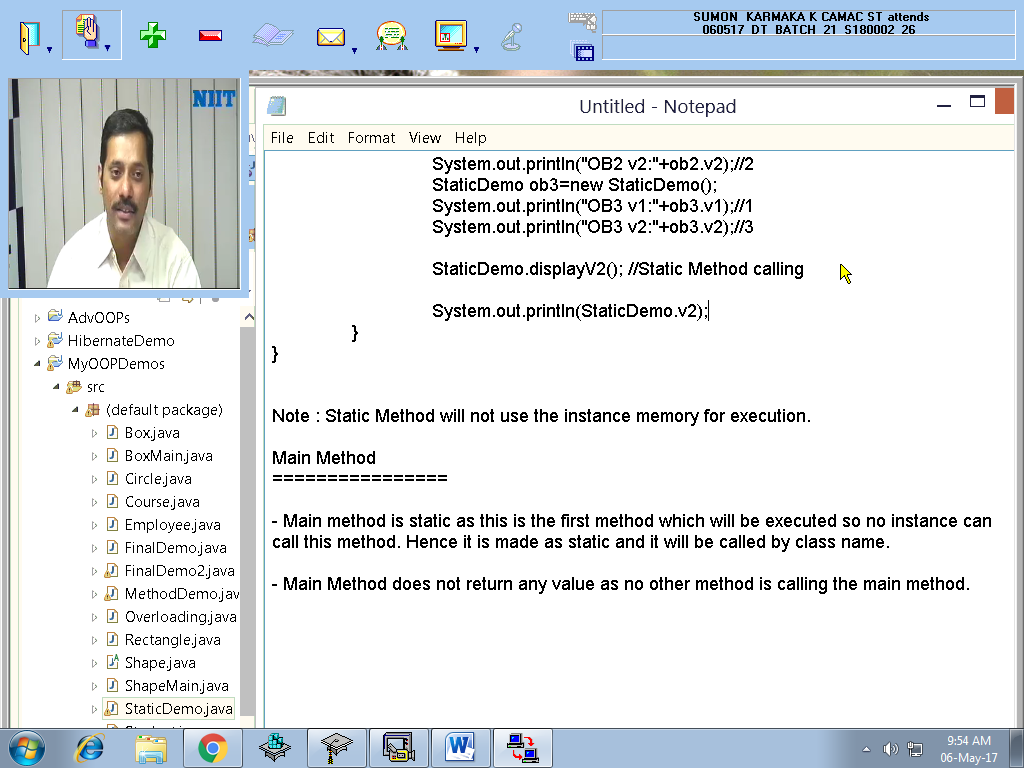 SUMON KARMAKA K CAMAC ST attends
060517 DT BATCH 21 S180002 26
NIIT
Untitled - Notepad
File Edit Format View Help
System.out.println("OB2 v2:"+ob2.v2);//2
StaticDemo ob3=new StaticDemo();
System.out.println("OB3 v1:"+ob3.v1);//1
System.out.println("OB3 v2:"+ob3.v2);//3
StaticDemo.displayV2(); //Static Method calling
System.out.println(StaticDemo.v2);
}
}
Note : Static Method will not use the instance memory for execution.
Main Method
================
- Main method is static as this is the first method which will be executed so no instance can
call this method. Hence it is made as static and it will be called by class name.
- Main Method does not return any value as no other method is calling the main method.
AdvOOPs
HibernateDemo
MyOOPDemos
src
(default package)
Box.java
BoxMain.java
Circle.java
Course.java
Employee.java
FinalDemo.java
FinalDemo2.java
MethodDemo.jav
Overloading.java
Rectangle.java
Shape.java
ShapeMain.java
StaticDemo.java
9:54 AM
06-May-17